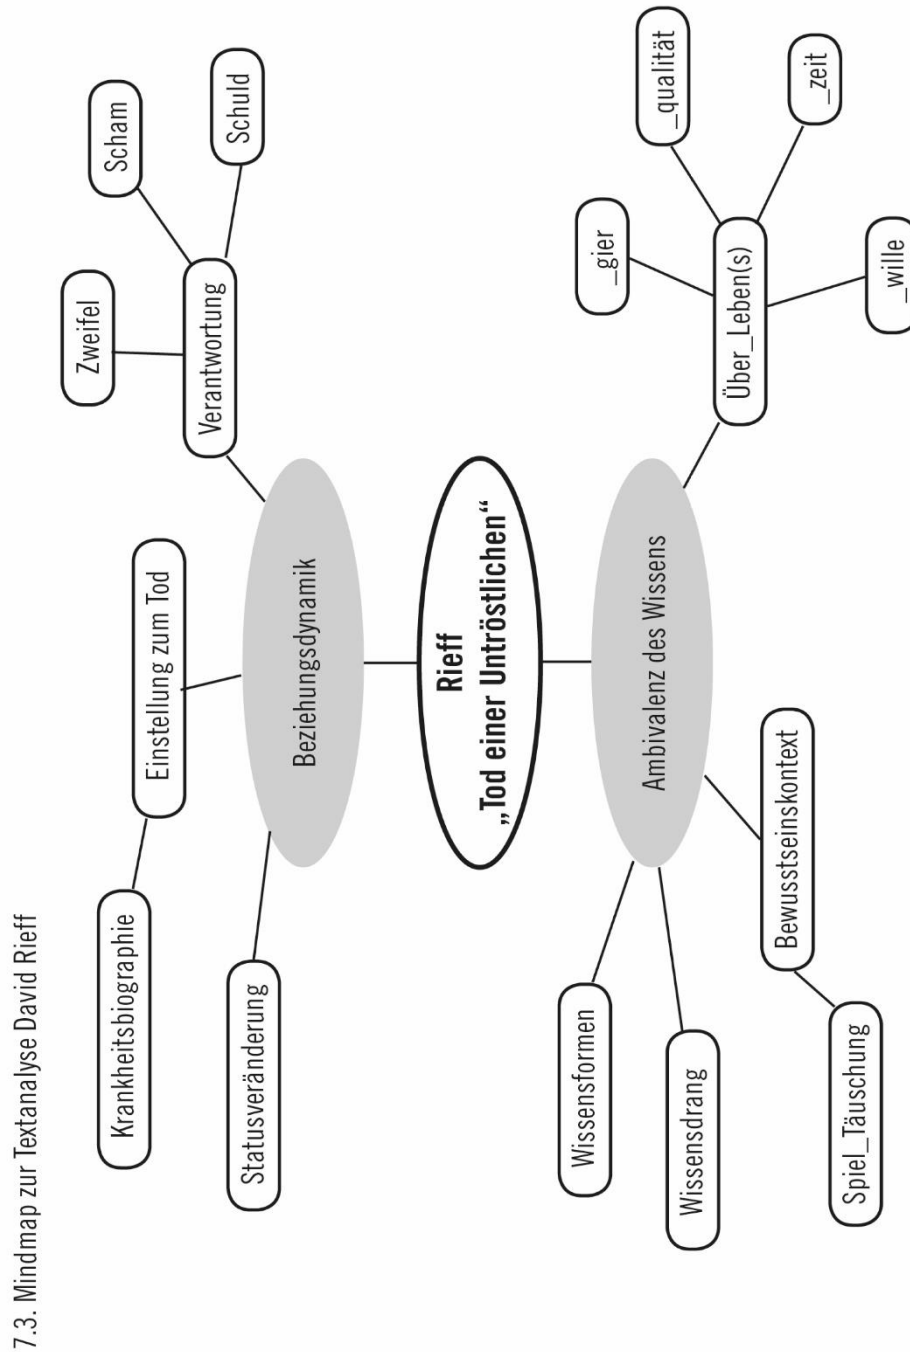 7.3. Mindmap zur Textanalyse David Rieff
Krankheitsbiographie
Einstellung zum Tod
Statusveränderung
Beziehungsdynamik
Zweifel
Scham
Verantwortung
Schuld
Rieff
„Tod einer Untröstlichen“
Ambivalenz des Wissens
Wissensformen
Wissensdrang
Bewusstseinskontext
Spiel_Täuschung
Über_Leben(s)
_gier
_qualität
_zeit
_wille